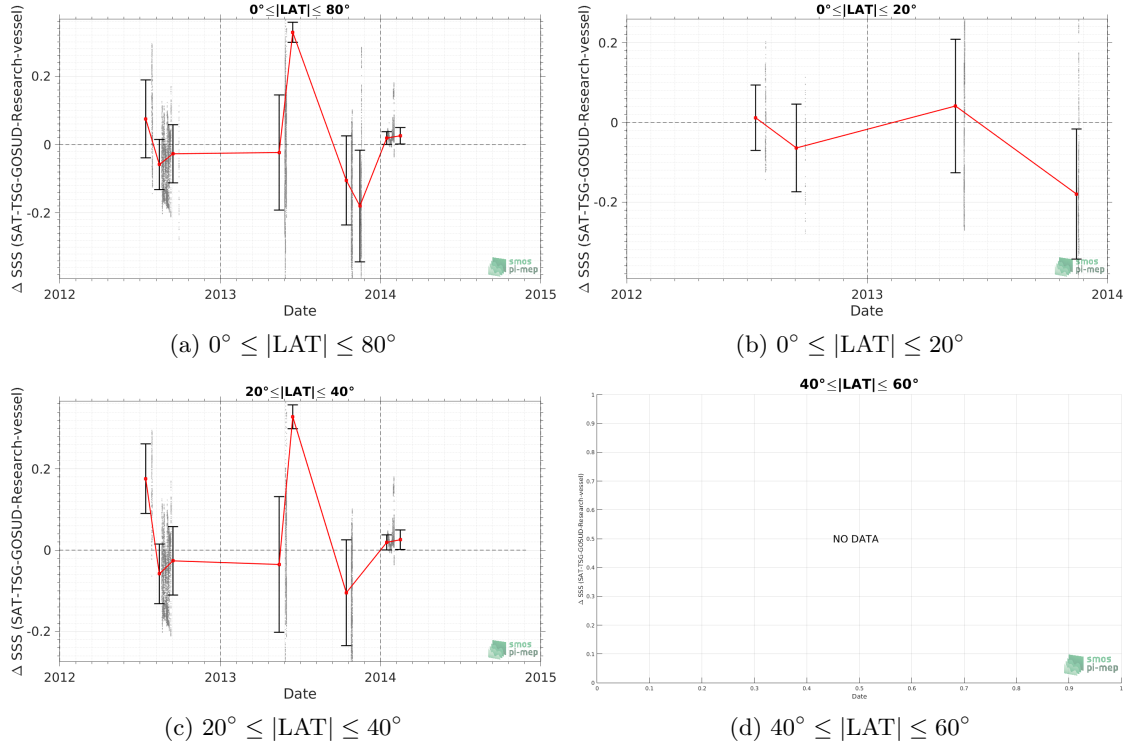 0°≤|LAT|≤ 80°
Δ SSS (SAT-TSG-GOSUD-Research-vessel)
0.2
0
-0.2
2012
2013
2014
2015
Date
smos
pi-mep
(a) 0° ≤ |LAT| ≤ 80°
0°≤|LAT|≤ 20°
Δ SSS (SAT-TSG-GOSUD-Research-vessel)
0.2
0
-0.2
2012
2013
2014
Date
smos
pi-mep
(b) 0° ≤ |LAT| ≤ 20°
20°≤|LAT|≤ 40°
Δ SSS (SAT-TSG-GOSUD-Research-vessel)
0.2
0
-0.2
2012
2013
2014
2015
Date
smos
pi-mep
(c) 20° ≤ |LAT| ≤ 40°
40°≤|LAT|≤ 60°
Δ SSS (SAT-TSG-GOSUD-Research-vessel)
1
0.9
0.8
0.7
0.6
0.5
0.4
0.3
0.2
0.1
0
NO DATA
0
0.1
0.2
0.3
0.4
0.5
0.6
0.7
0.8
0.9
1
Date
smos
pi-mep
(d) 40° ≤ |LAT| ≤ 60°